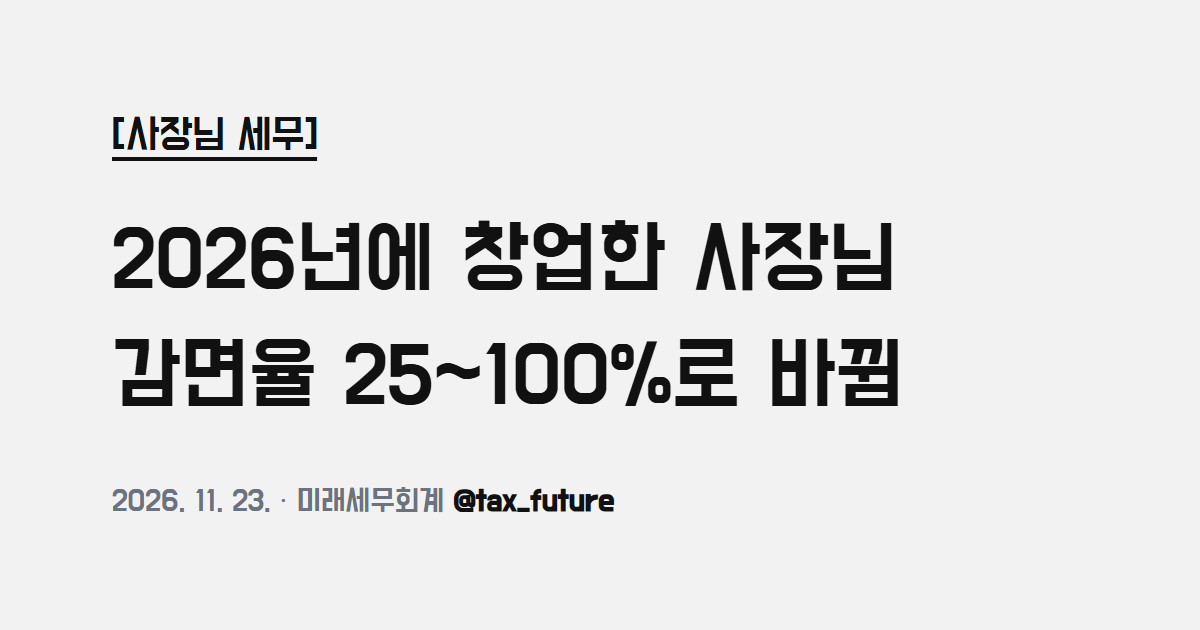 [사장님 세무]
2026년에 창업한 사장님
감면율 25~100%로 바뀜
2026. 11. 23. · 미래세무회계 @tax_future